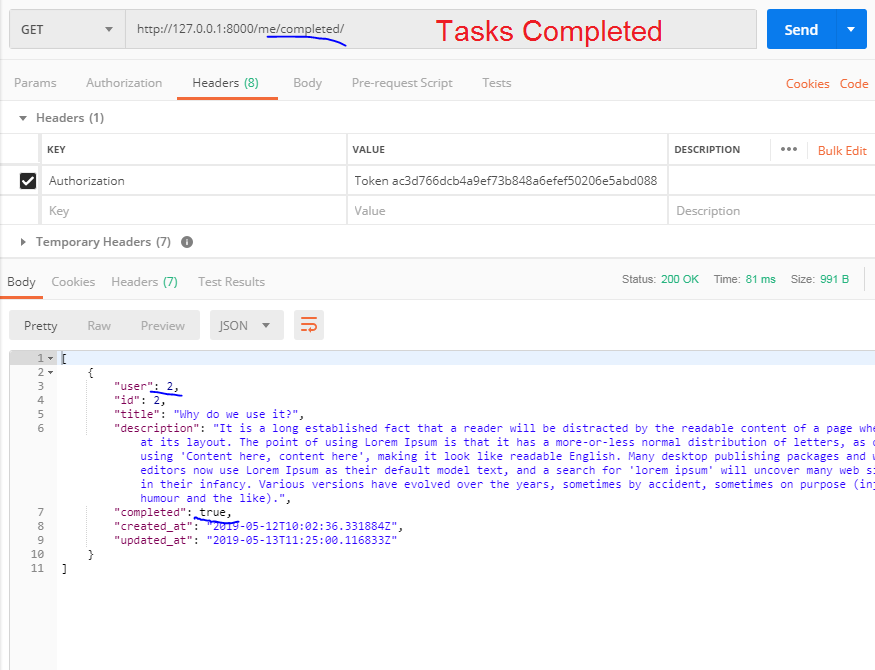 GET http://127.0.0.1:8000/me/completed/ Tasks Completed Send
Params Authorization Headers (8) Body Pre-request Script Tests Cookies Code
Headers (1)
KEY VALUE DESCRIPTION ••• Bulk Edit
Authorization Token ac3d766dcb4a9ef73b848a6efef50206e5abd088
Key Value Description
Temporary Headers (7) i
Body Cookies Headers (7) Test Results Status: 200 OK Time: 81 ms Size: 991 B
Pretty Raw Preview JSON
1 [
2 {
3 "user": 2,
4 "id": 2,
5 "title": "Why do we use it?",
6 "description": "It is a long established fact that a reader will be distracted by the readable content of a page whe
at its layout. The point of using Lorem Ipsum is that it has a more-or-less normal distribution of letters, as
using 'Content here, content here', making it look like readable English. Many desktop publishing packages and
editors now use Lorem Ipsum as their default model text, and a search for 'lorem ipsum' will uncover many web si
in their infancy. Various versions have evolved over the years, sometimes by accident, sometimes on purpose (inj
humour and the like).",
7 "completed": true,
8 "created_at": "2019-05-12T10:02:36.331884Z",
9 "updated_at": "2019-05-13T11:25:00.116833Z"
10 }
11 ]